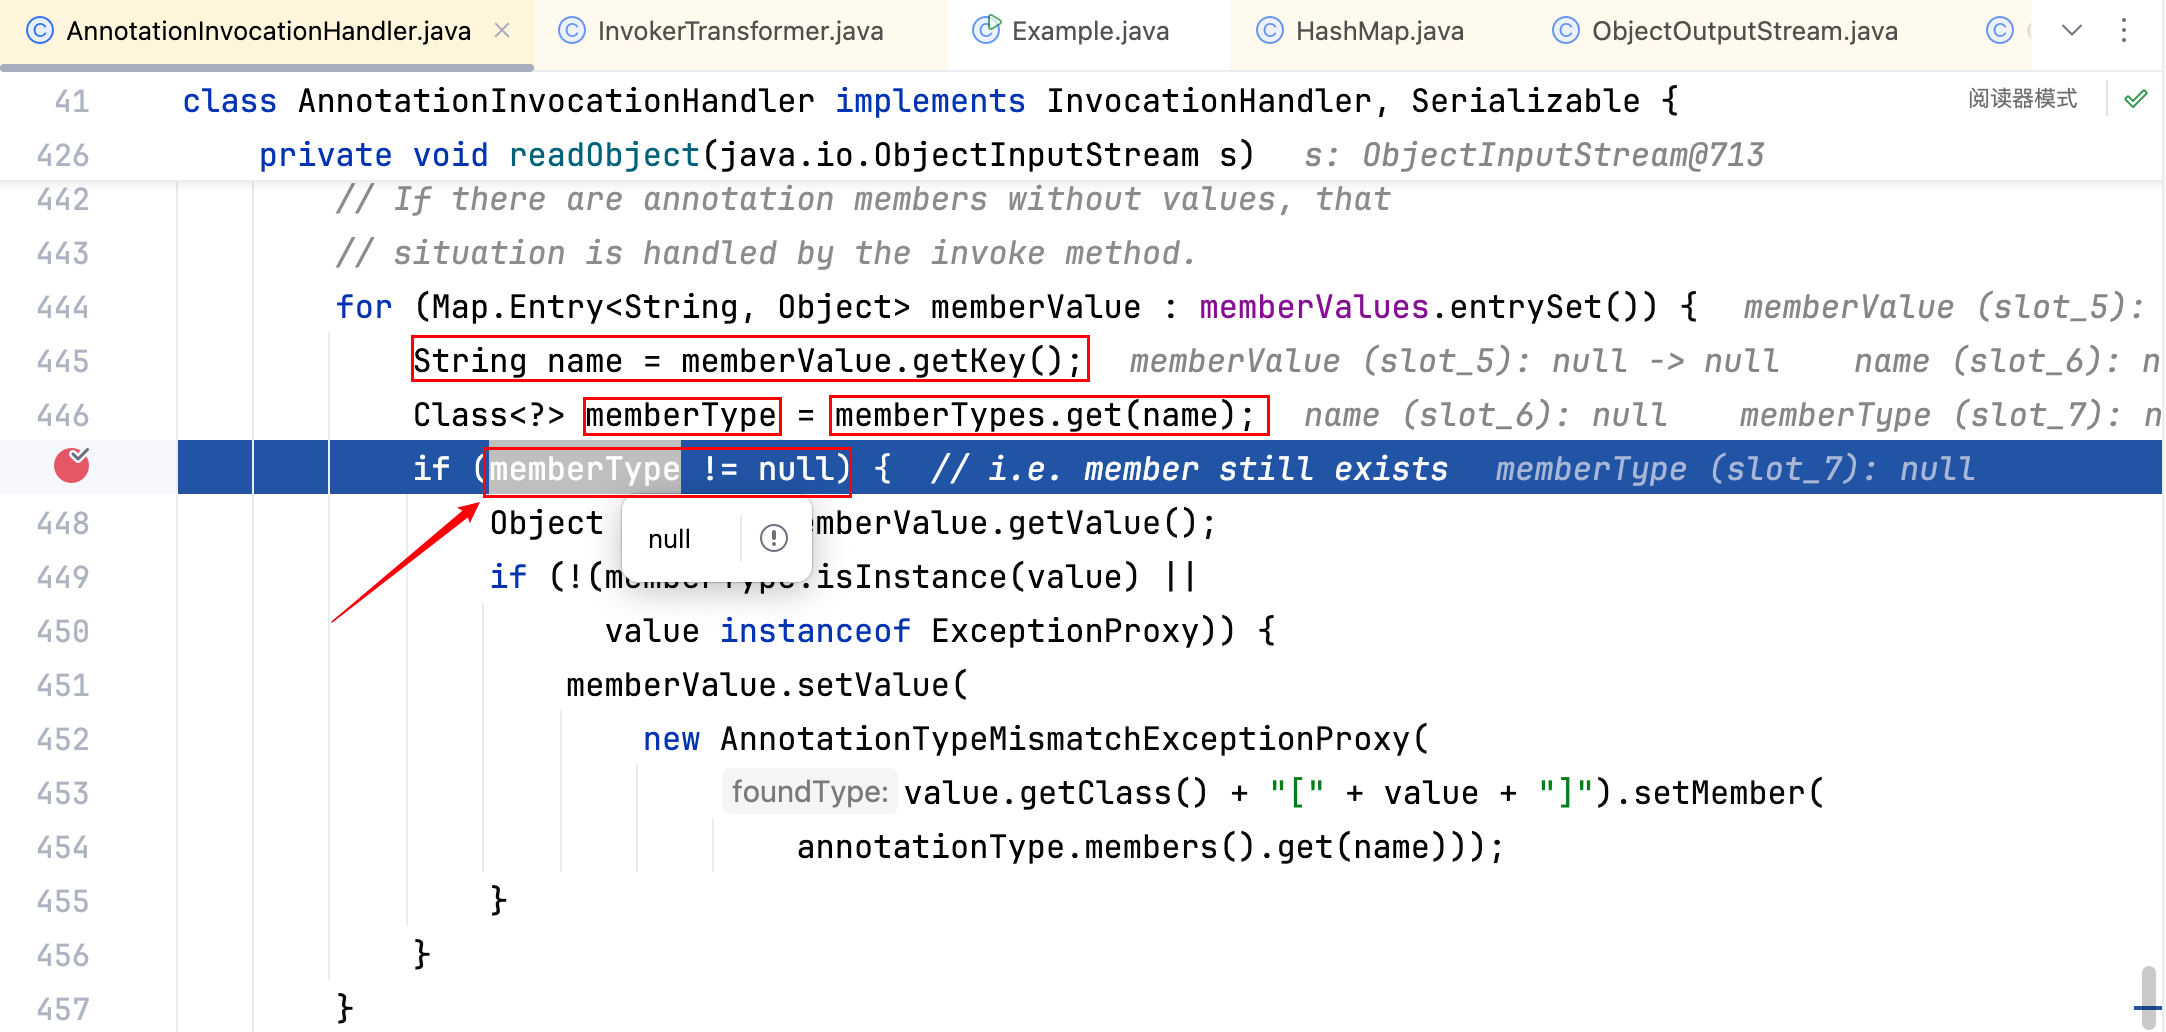 AnnotationInvocationHandler.java InvokerTransformer.java Example.java HashMap.java ObjectOutputStream.java
41 class AnnotationInvocationHandler implements InvocationHandler, Serializable { 阅读器模式
426 private void readObject(java.io.ObjectInputStream s) s: ObjectInputStream@713
442 // If there are annotation members without values, that
443 // situation is handled by the invoke method.
444 for (Map.Entry<String, Object> memberValue : memberValues.entrySet()) { memberValue (slot_5):
445 String name = memberValue.getKey(); memberValue (slot_5): null -> null name (slot_6): n
446 Class<?> memberType = memberTypes.get(name); name (slot_6): null memberType (slot_7): n
if (memberType != null) { // i.e. member still exists memberType (slot_7): null
448 Object memberValue.getValue();
null
449 if (!(memberType.isInstance(value) ||
450 value instanceof ExceptionProxy)) {
451 memberValue.setValue(
452 new AnnotationTypeMismatchExceptionProxy(
453 foundType: value.getClass() + "[" + value + "]").setMember(
454 annotationType.members().get(name)));
455 }
456 }
457 }